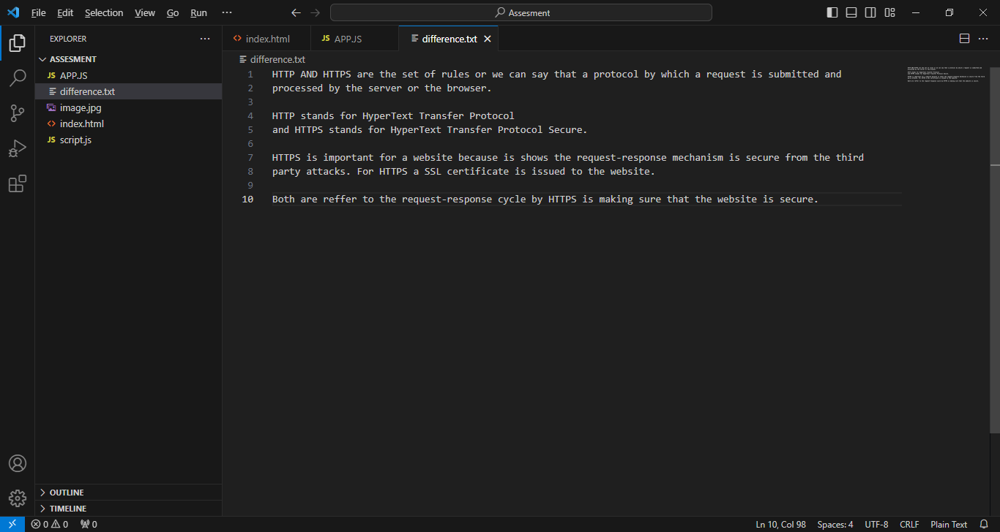 File Edit Selection View Go Run ··· Assesment
EXPLORER ···
index.html
JS APP.JS
difference.txt
ASSESMENT
JS APP.JS
difference.txt
image.jpg
index.html
JS script.js
difference.txt
1 HTTP AND HTTPS are the set of rules or we can say that a protocol by which a request is submitted and
2 processed by the server or the browser.
3
4 HTTP stands for HyperText Transfer Protocol
5 and HTTPS stands for HyperText Transfer Protocol Secure.
6
7 HTTPS is important for a website because is shows the request-response mechanism is secure from the third
8 party attacks. For HTTPS a SSL certificate is issued to the website.
9
10 Both are reffer to the request-response cycle by HTTPS is making sure that the website is secure.
OUTLINE
TIMELINE
0 0 0 Ln 10, Col 98 Spaces: 4 UTF-8 CRLF Plain Text